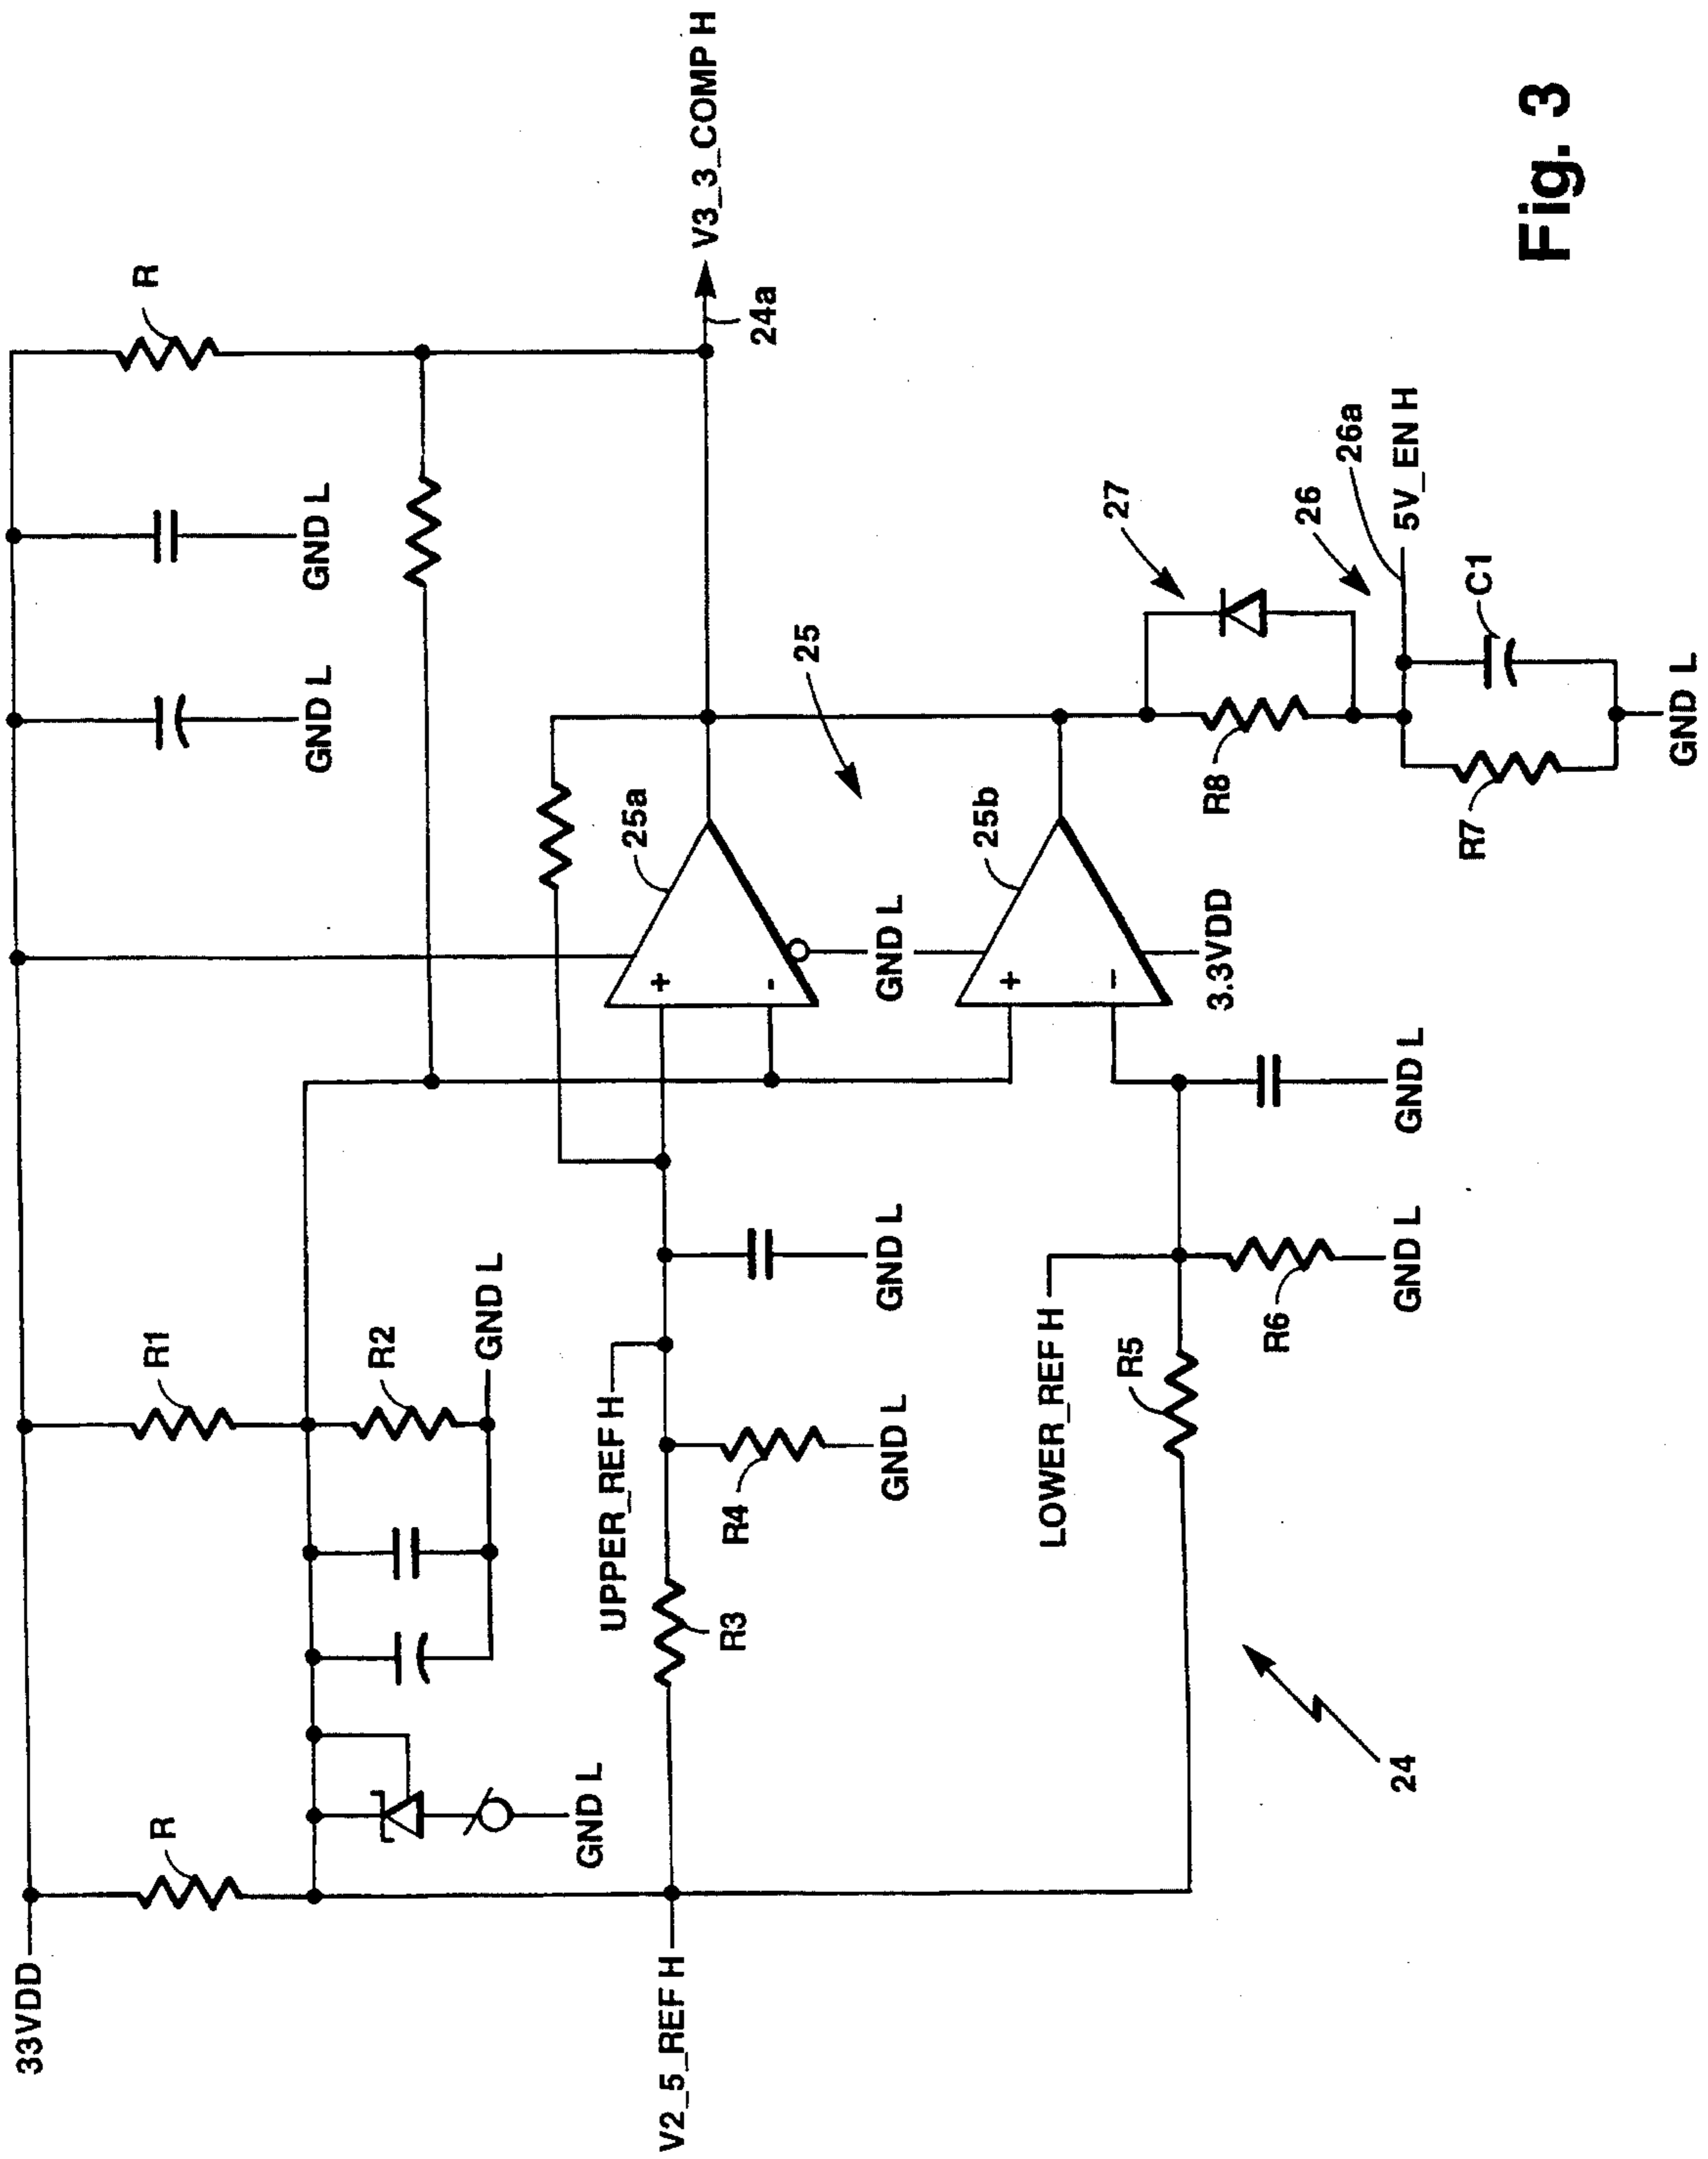 33VDD
R
R1
R
GND L
GND L
R2
GND L
GND L
V3_3_COMP H
24a
UPPER_REF H
25a
25
+
-
R3
R4
GND L
GND L
GND L
V2_5_REF H
25b
+
–
3.3VDD
27
R8
26
26a
5V_EN H
LOWER_REF H
R5
R6
GND L
GND L
R7
C1
GND L
24
Fig. 3